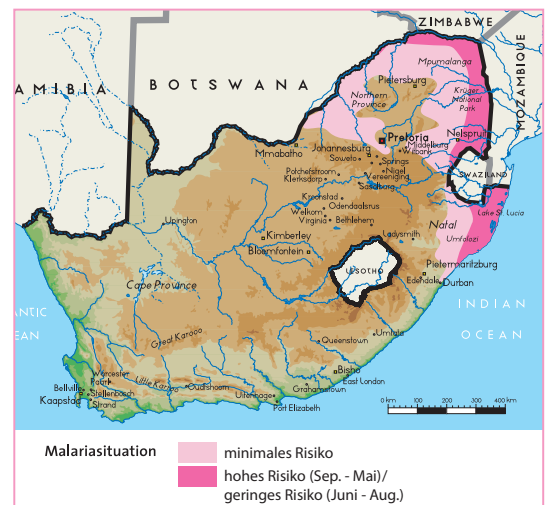 ZIMBABWE
MOZAMBIQUE
AMIBIA
BOTSWANA
Mpumalanga
Pietersburg
Northern
Province
Krüger
National
Park
Pretoria
Nelspruit
Middelburg
Witbank
Mmabatho
Johannesburg
Soweto
Springs
Nigel
SWAZILAND
Potchefstroom
Klerksdorp
Vereeniging
Sasolburg
Kroonstad
Odendaalsrus
Welkom
Virginia
Bethlehem
Ladysmith
Natal
Lake St. Lucia
Umfolozi
Upington
Kimberley
Bloemfontein
LESOTHO
Pietermaritzburg
Edendale
Durban
Cape Province
ANTIC
EAN
INDIAN
OCEAN
Great Karoo
Queenstown
Umtata
Bisho
East London
Worcester
Paarl
Little Karoo
Oudtshoorn
Grahamstown
Bellville
Stellenbosch
Uitenhage
Kaapstad
Strand
Port Elizabeth
0 km 100 200 300 400 km
Malariasituation
minimales Risiko
hohes Risiko (Sep. - Mai)/
geringes Risiko (Juni - Aug.)